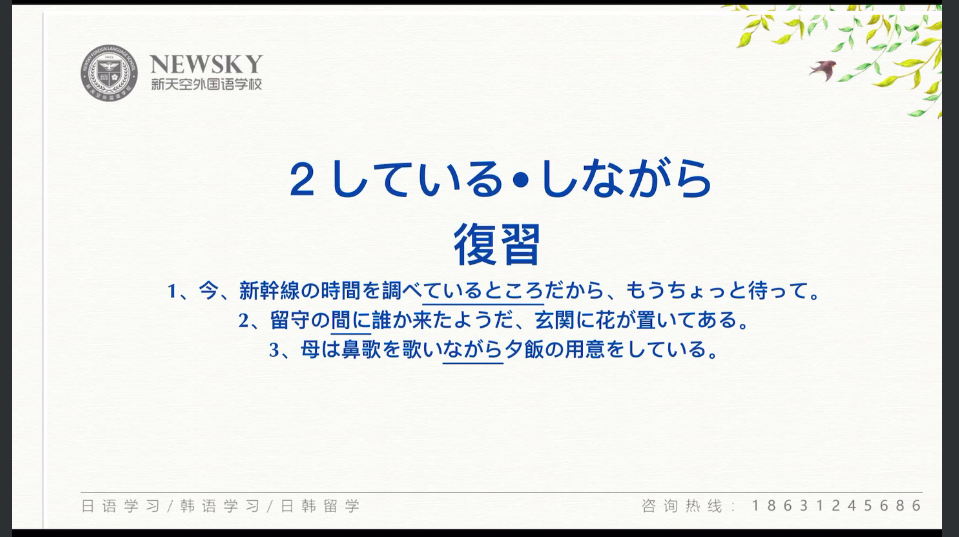 NEWSKY
新天空外国语学校
2している•しながら
復習
1、今、新幹線の時間を調べているところだから、もうちょっと待って。
2、留守の間に誰か来たようだ、玄関に花が置いてある。
3、母は鼻歌を歌いながら夕飯の用意をしている。
日语学习/韩语学习/日韩留学
咨询热线：18631245686